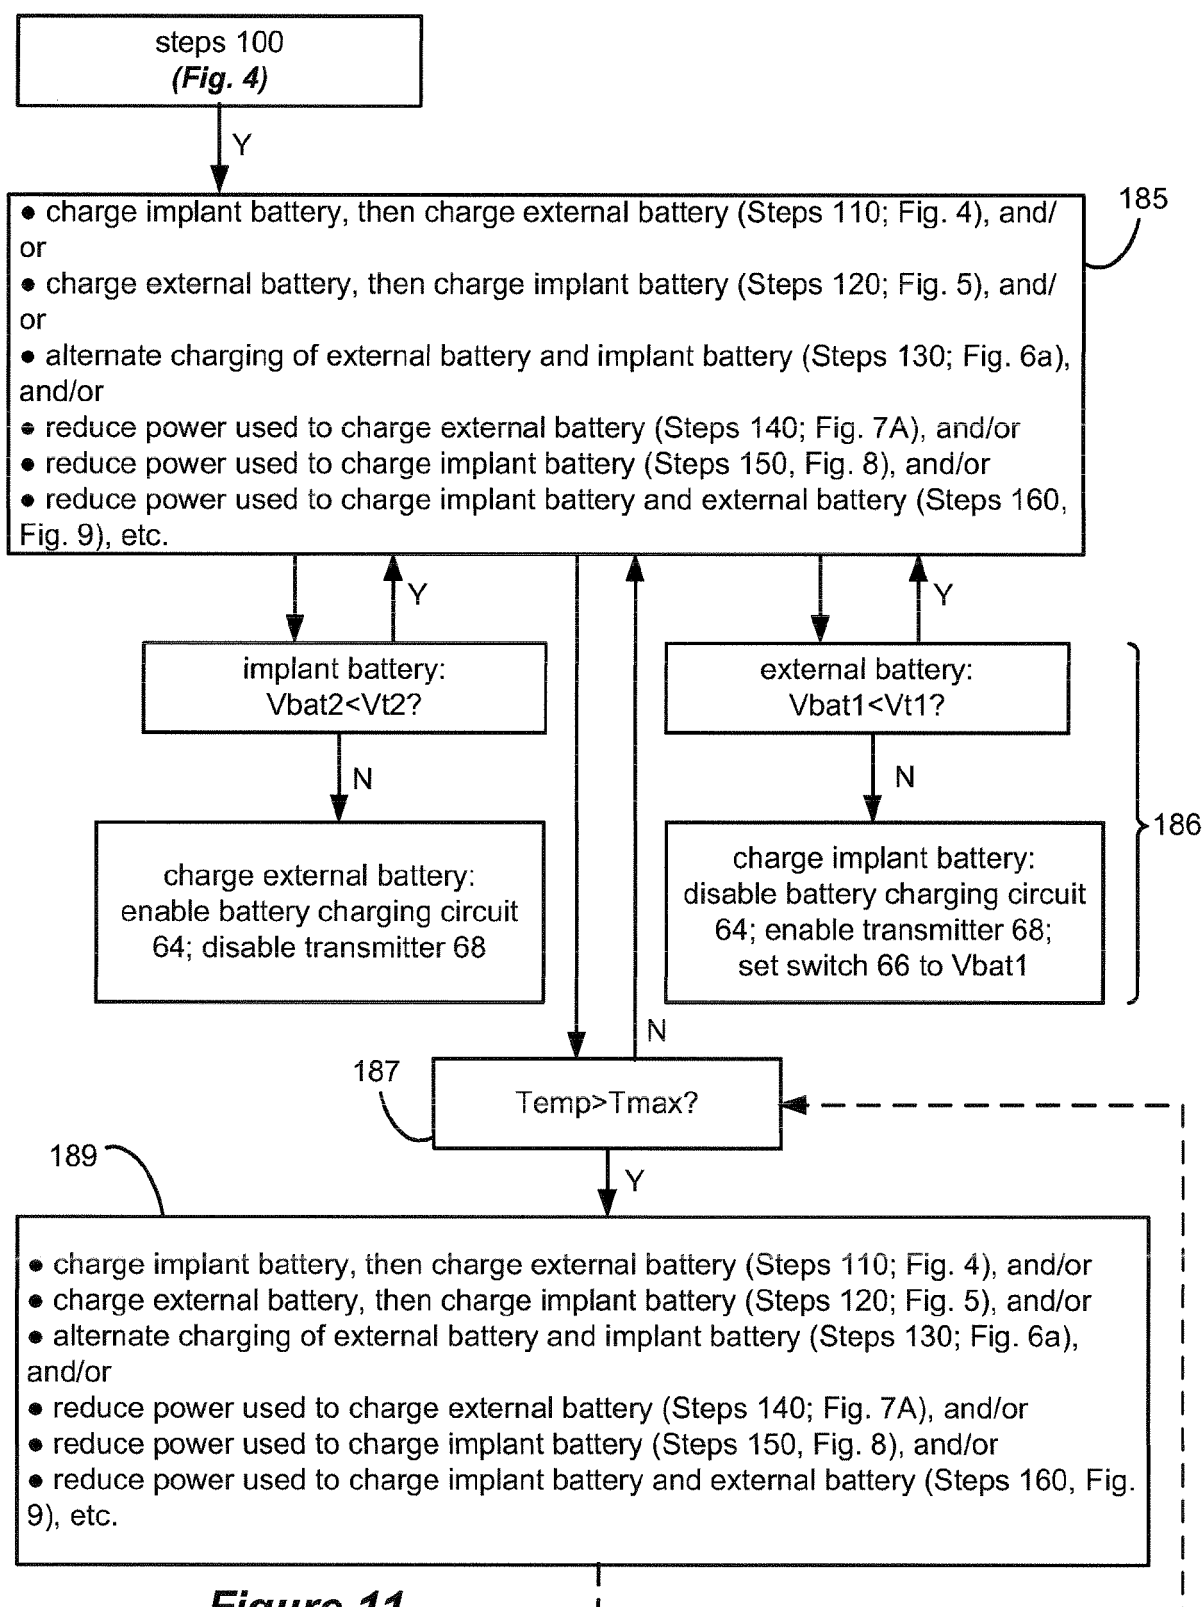 steps 100
(Fig. 4)
Y
185
• charge implant battery, then charge external battery (Steps 110; Fig. 4), and/
or
• charge external battery, then charge implant battery (Steps 120; Fig. 5), and/
or
• alternate charging of external battery and implant battery (Steps 130; Fig. 6a),
and/or
• reduce power used to charge external battery (Steps 140; Fig. 7A), and/or
• reduce power used to charge implant battery (Steps 150, Fig. 8), and/or
• reduce power used to charge implant battery and external battery (Steps 160,
Fig. 9), etc.
Y
Y
implant battery:
Vbat2<Vt2?
external battery:
Vbat1<Vt1?
N
N
186
charge external battery:
enable battery charging circuit
64; disable transmitter 68
charge implant battery:
disable battery charging circuit
64; enable transmitter 68;
set switch 66 to Vbat1
N
187
Temp>Tmax?
Y
189
• charge implant battery, then charge external battery (Steps 110; Fig. 4), and/or
• charge external battery, then charge implant battery (Steps 120; Fig. 5), and/or
• alternate charging of external battery and implant battery (Steps 130; Fig. 6a),
and/or
• reduce power used to charge external battery (Steps 140; Fig. 7A), and/or
• reduce power used to charge implant battery (Steps 150, Fig. 8), and/or
• reduce power used to charge implant battery and external battery (Steps 160, Fig.
9), etc.
Figure 11